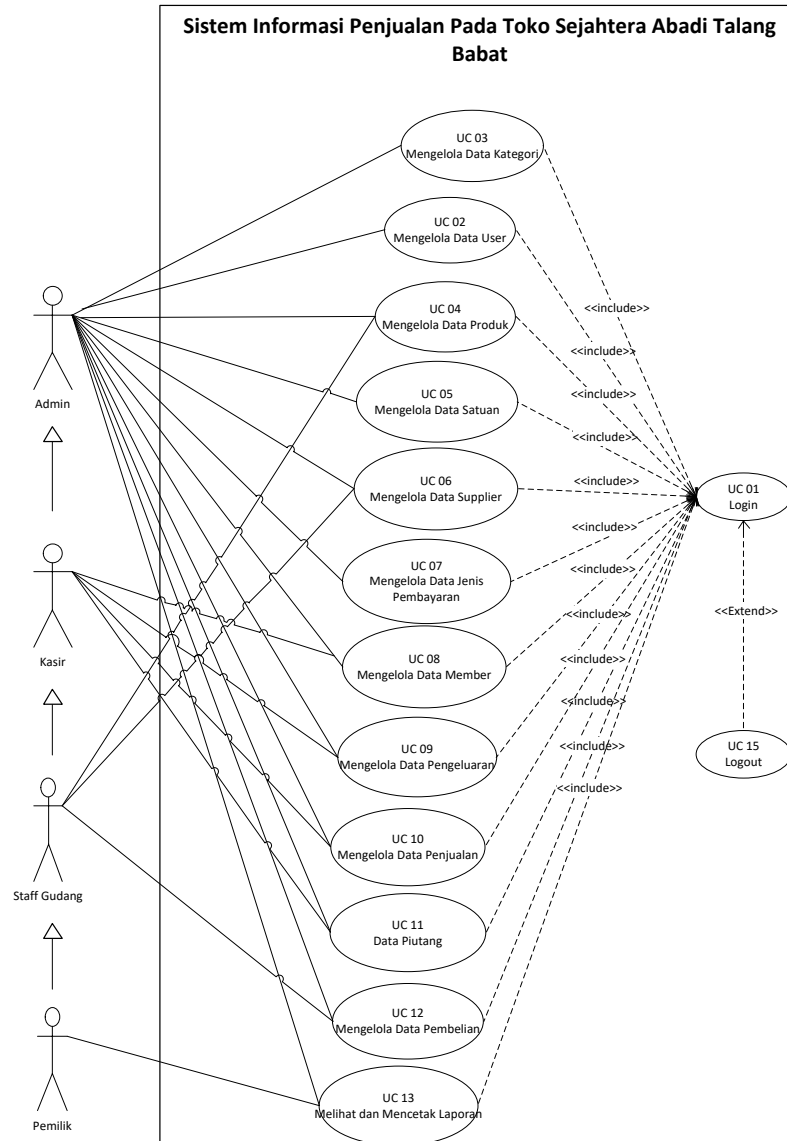 Sistem Informasi Penjualan Pada Toko Sejahtera Abadi Talang
Babat
UC 03
Mengelola Data Kategori
UC 02
Mengelola Data User
UC 04
Mengelola Data Produk
UC 05
Mengelola Data Satuan
UC 06
Mengelola Data Supplier
UC 07
Mengelola Data Jenis
Pembayaran
UC 08
Mengelola Data Member
UC 09
Mengelola Data Pengeluaran
UC 10
Mengelola Data Penjualan
UC 11
Data Piutang
UC 12
Mengelola Data Pembelian
UC 13
Melihat dan Mencetak Laporan
Admin
Kasir
Staff Gudang
Pemilik
<<include>>
<<include>>
<<include>>
<<include>>
<<include>>
<<include>>
<<include>>
<<include>>
<<include>>
<<include>>
<<include>>
UC 01
Login
<<Extend>>
UC 15
Logout